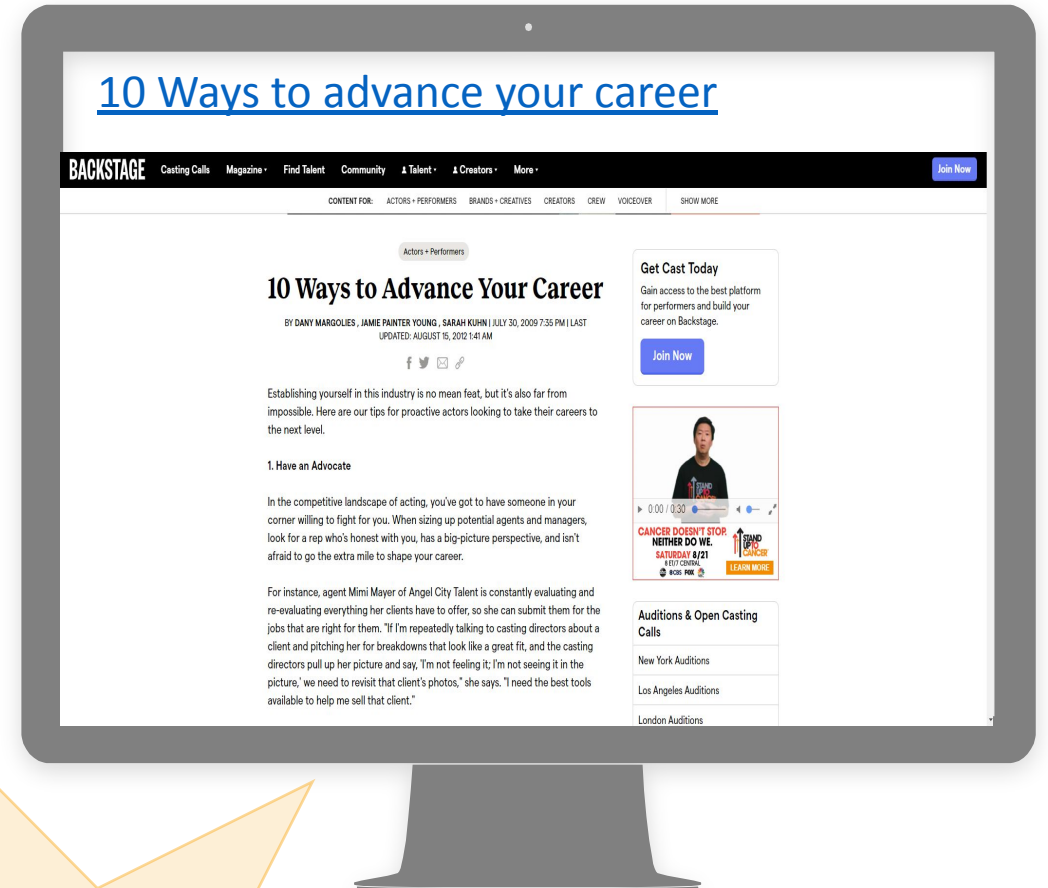 10 Ways to advance your career
BACKSTAGE Casting Calls Magazine Find Talent Community Talent Creators More Join Now
CONTENT FOR: ACTORS + PERFORMERS BRANDS + CREATIVES CREATORS CREW VOICEOVER SHOW MORE
Actors + Performers
10 Ways to Advance Your Career
BY DANY MARGOLIES , JAMIE PAINTER YOUNG , SARAH KUHN | JULY 30, 2009 7:35 PM | LAST
UPDATED: AUGUST 15, 2012 1:41 AM
Establishing yourself in this industry is no mean feat, but it's also far from
impossible. Here are our tips for proactive actors looking to take their careers to
the next level.
1. Have an Advocate
In the competitive landscape of acting, you've got to have someone in your
corner willing to fight for you. When sizing up potential agents and managers,
look for a rep who's honest with you, has a big-picture perspective, and isn't
afraid to go the extra mile to shape your career.
For instance, agent Mimi Mayer of Angel City Talent is constantly evaluating and
re-evaluating everything her clients have to offer, so she can submit them for the
jobs that are right for them. "If I'm repeatedly talking to casting directors about a
client and pitching her for breakdowns that look like a great fit, and the casting
directors pull up her picture and say, 'I'm not feeling it; I'm not seeing it in the
picture,' we need to revisit that client's photos," she says. "I need the best tools
available to help me sell that client."
Get Cast Today
Gain access to the best platform
for performers and build your
career on Backstage.
Join Now
STAND
UP TO
CANCER
0:00 / 0:30
CANCER DOESN'T STOP.
NEITHER DO WE.
SATURDAY 8/21
8 ET/7 CENTRAL
abc CBS FOX
STAND
UP TO
CANCER
LEARN MORE
Auditions & Open Casting
Calls
New York Auditions
Los Angeles Auditions
London Auditions